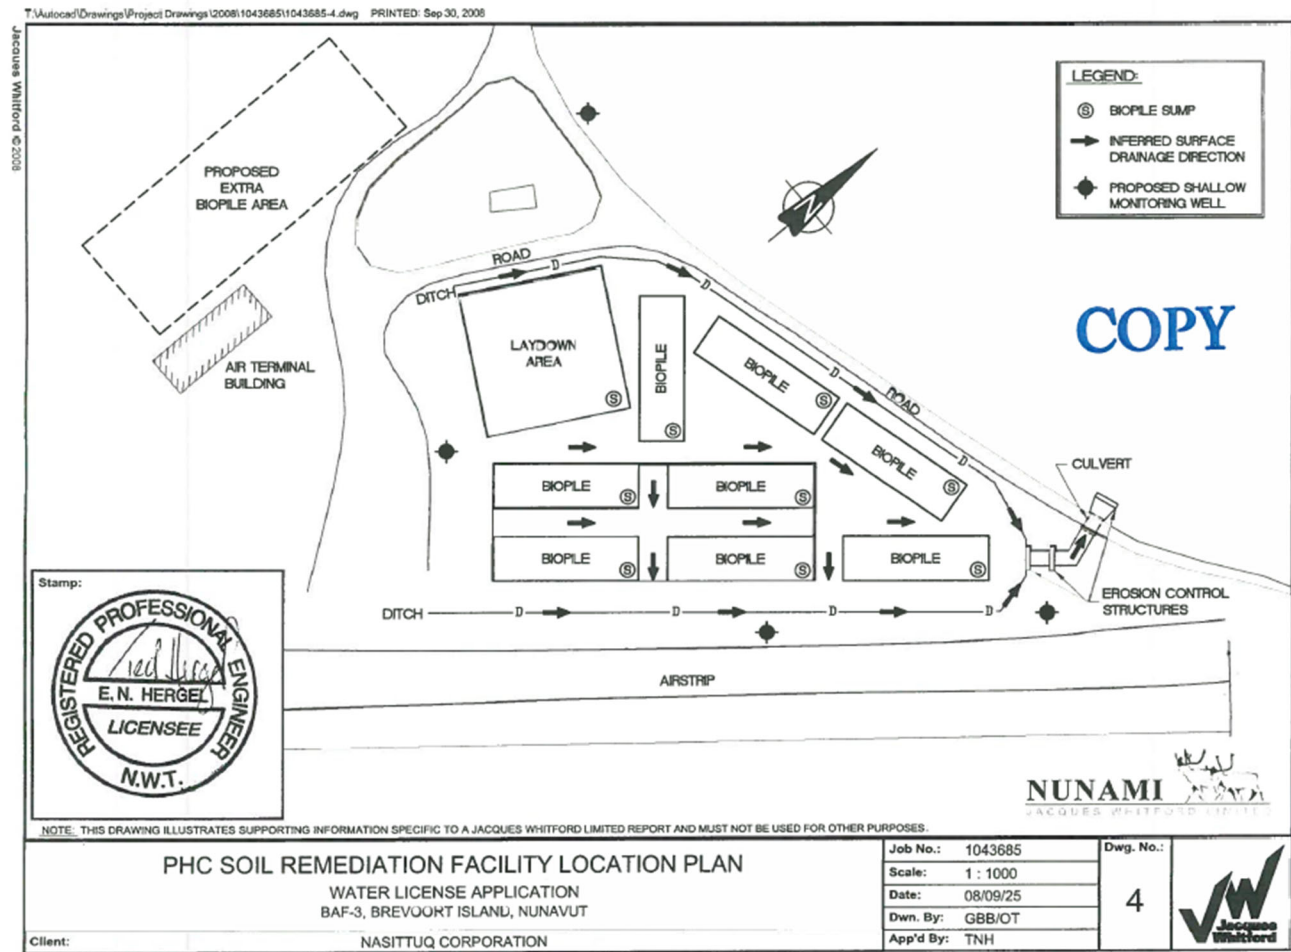 T:\Autocad\Drawings\Project Drawings\2008\1043685\1043685-4.dwg PRINTED: Sep 30, 2008
Jacques Whitford © 2008
LEGEND:
S BIOPILE SUMP
INFERRED SURFACE
DRAINAGE DIRECTION
PROPOSED SHALLOW
MONITORING WELL
PROPOSED
EXTRA
BIOPILE AREA
N
COPY
ROAD
D
D
DITCH
LAYDOWN
AREA
S
BIOPILE
S
BIOPILE
S
D
ROAD
BIOPILE
S
D
AIR TERMINAL
BUILDING
CULVERT
BIOPILE
S
BIOPILE
S
BIOPILE
S
BIOPILE
S
BIOPILE
S
EROSION CONTROL
STRUCTURES
DITCH
D
D
D
D
AIRSTRIP
Stamp:
REGISTERED PROFESSIONAL ENGINEER
E. N. HERGEL
LICENSEE
N.W.T.
NUNAMI
JACQUES WHITFORD LIMITED
NOTE: THIS DRAWING ILLUSTRATES SUPPORTING INFORMATION SPECIFIC TO A JACQUES WHITFORD LIMITED REPORT AND MUST NOT BE USED FOR OTHER PURPOSES.
PHC SOIL REMEDIATION FACILITY LOCATION PLAN
WATER LICENSE APPLICATION
BAF-3, BREVOORT ISLAND, NUNAVUT
Client: NASITTUQ CORPORATION
Job No.: 1043685
Scale: 1 : 1000
Date: 08/09/25
Dwn. By: GBB/OT
App'd By: TNH
Dwg. No.:
4
JW
Jacques
Whitford